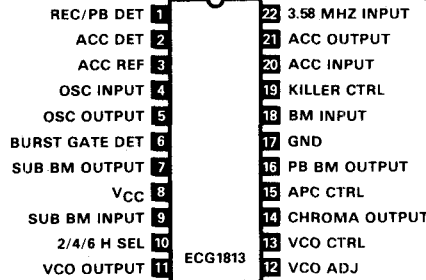 REC/PB DET 1
ACC DET 2
ACC REF 3
OSC INPUT 4
OSC OUTPUT 5
BURST GATE DET 6
SUB BM OUTPUT 7
VCC 8
SUB BM INPUT 9
2/4/6 H SEL 10
VCO OUTPUT 11
ECG1813
22 3.58 MHZ INPUT
21 ACC OUTPUT
20 ACC INPUT
19 KILLER CTRL
18 BM INPUT
17 GND
16 PB BM OUTPUT
15 APC CTRL
14 CHROMA OUTPUT
13 VCO CTRL
12 VCO ADJ